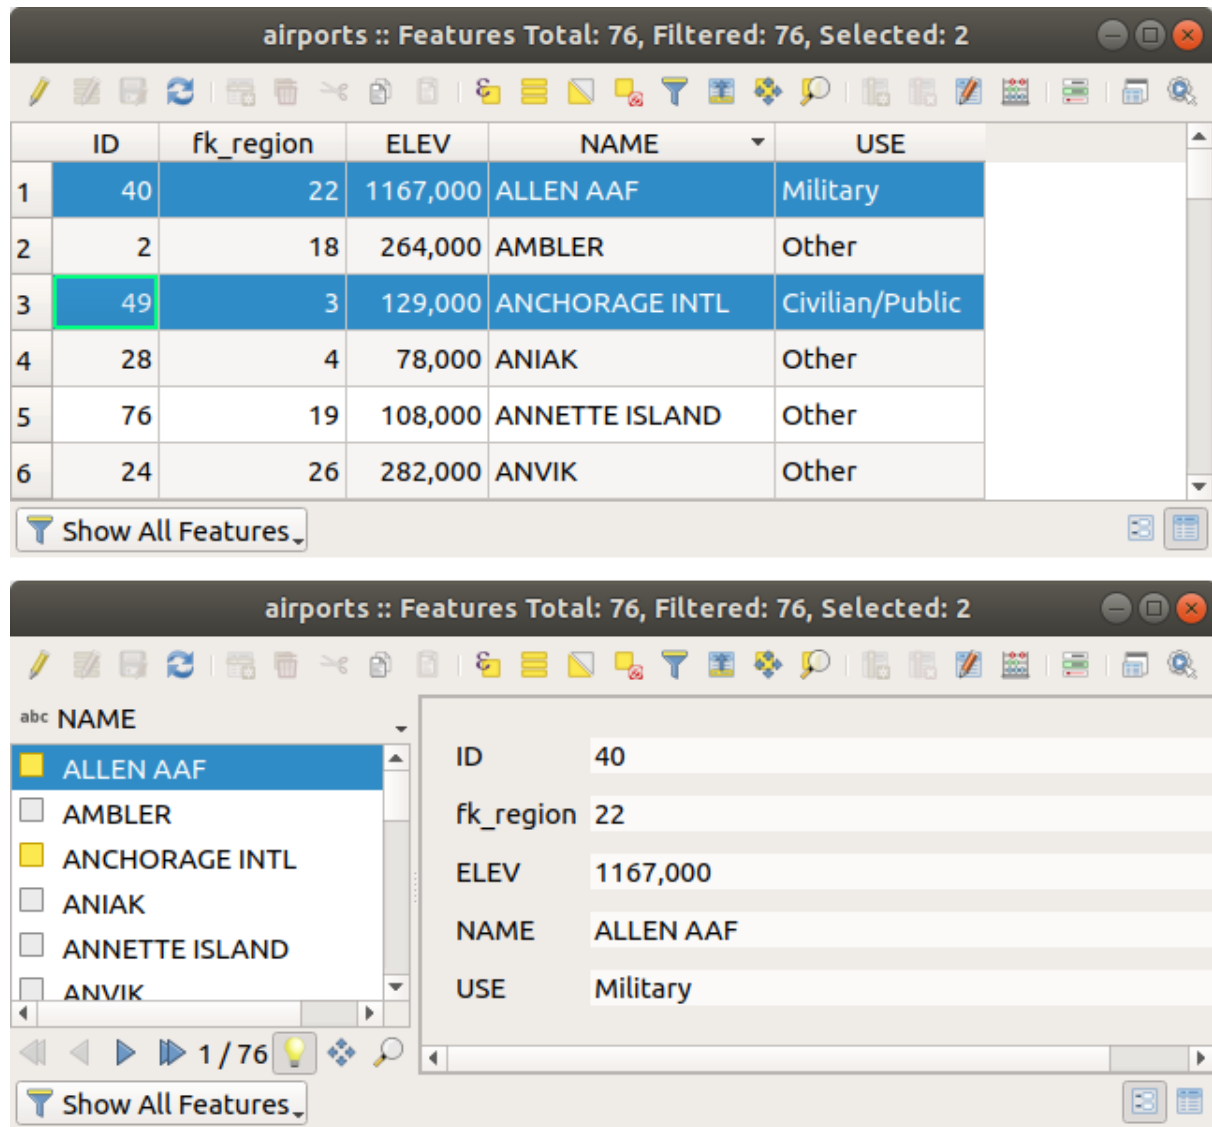 airports :: Features Total: 76, Filtered: 76, Selected: 2
ID fk_region ELEV NAME USE
1 40 22 1167,000 ALLEN AAF Military
2 2 18 264,000 AMBLER Other
3 49 3 129,000 ANCHORAGE INTL Civilian/Public
4 28 4 78,000 ANIAK Other
5 76 19 108,000 ANNETTE ISLAND Other
6 24 26 282,000 ANVIK Other
Show All Features
airports :: Features Total: 76, Filtered: 76, Selected: 2
abc NAME
ALLEN AAF
AMBLER
ANCHORAGE INTL
ANIAK
ANNETTE ISLAND
ANVIK
1 / 76
ID 40
fk_region 22
ELEV 1167,000
NAME ALLEN AAF
USE Military
Show All Features